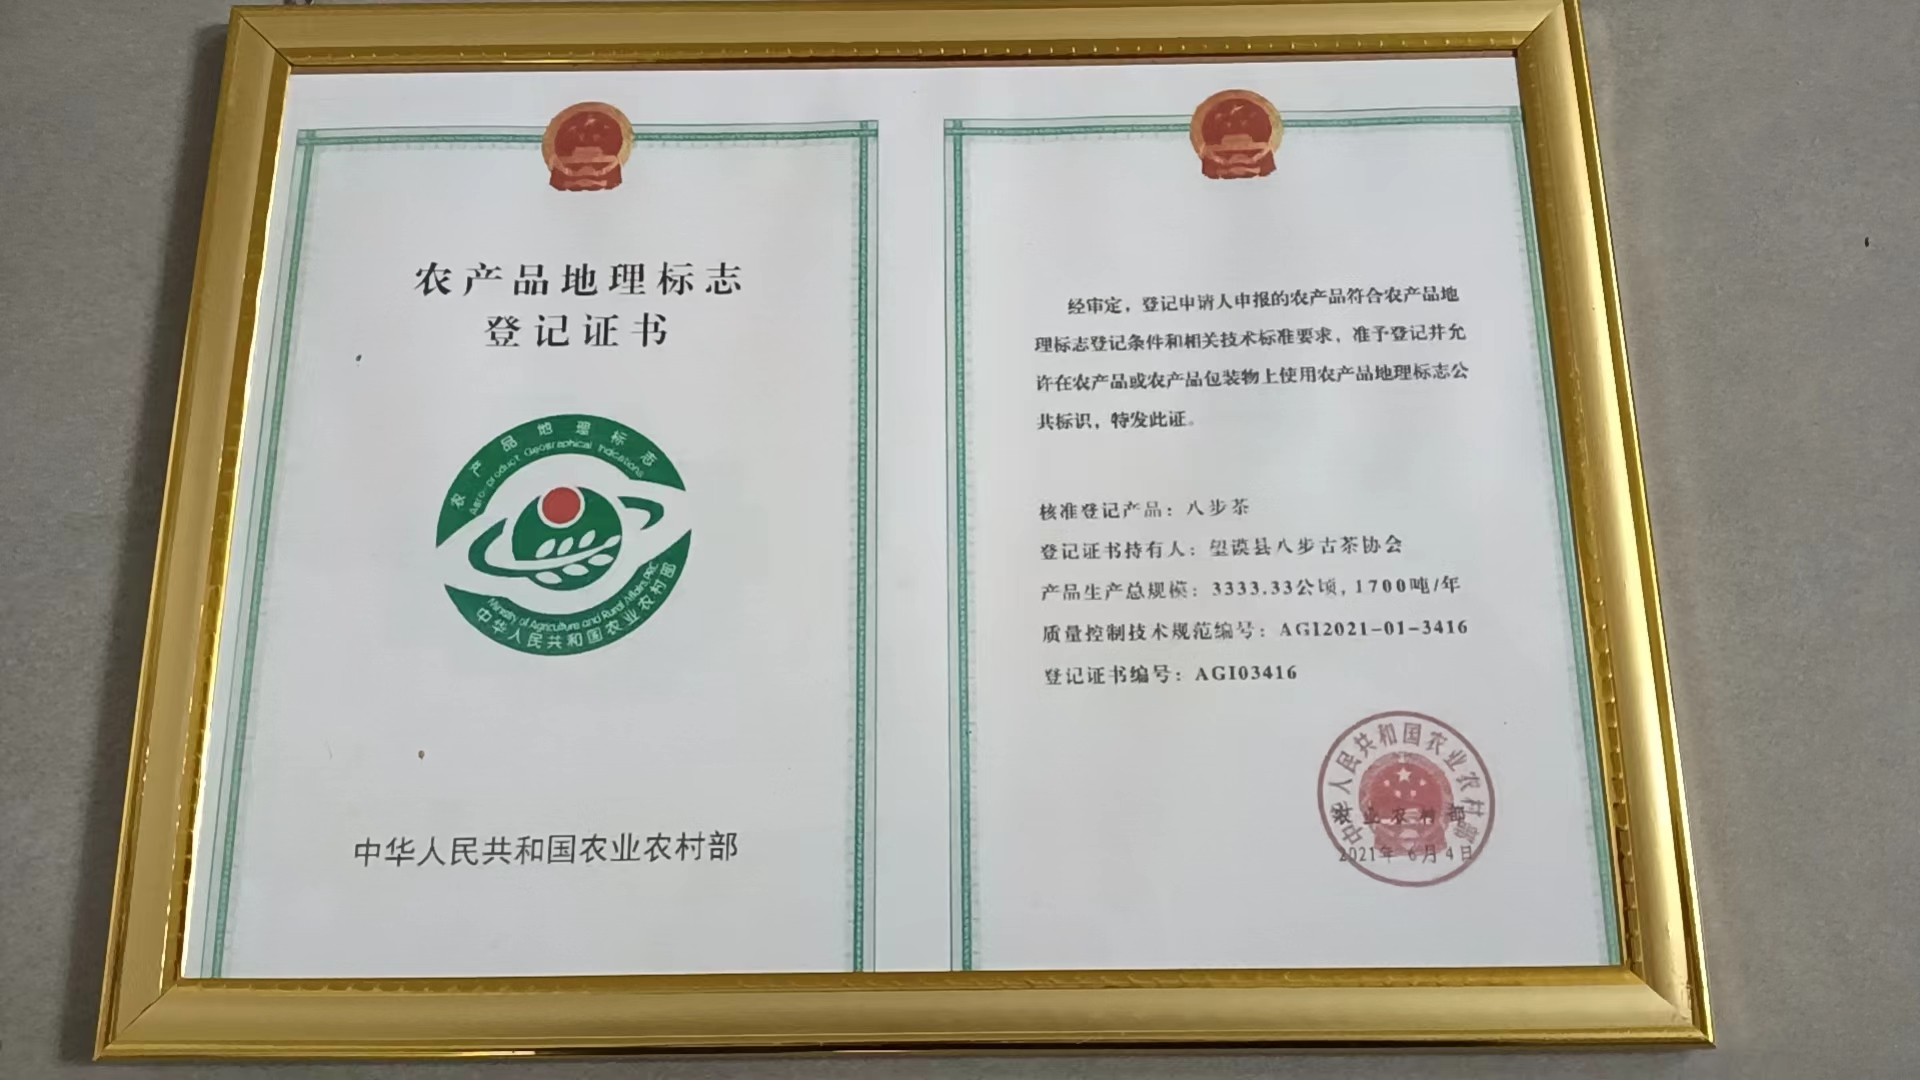 农产品地理标志
登记证书
农产品地理标志
Agro-product Geographical Indications
Ministry of Agriculture and Rural Affairs, PRC
中华人民共和国农业农村部
中华人民共和国农业农村部
经审定，登记申请人申报的农产品符合农产品地
理标志登记条件和相关技术标准要求，准予登记并允
许在农产品或农产品包装物上使用农产品地理标志公
共标识，特发此证。
核准登记产品：八步茶
登记证书持有人：望谟县八步古茶协会
产品生产总规模：3333.33公顷，1700吨/年
质量控制技术规范编号：AGI2021-01-3416
登记证书编号：AGI03416
中华人民共和国农业农村部
农业农村部
2021年 6月 4日